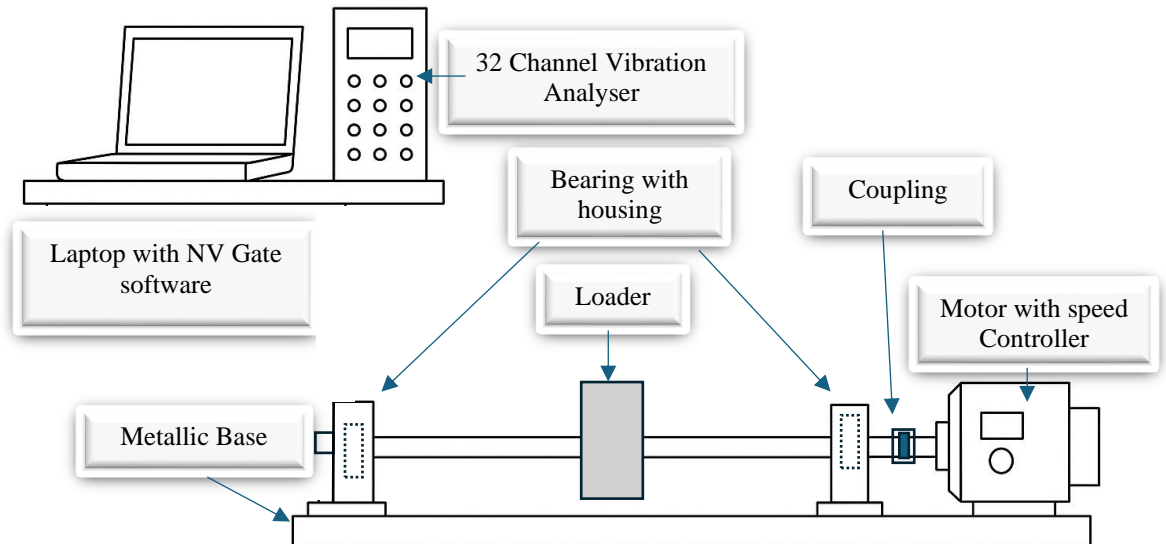 32 Channel Vibration
Analyser
Bearing with
housing
Coupling
Laptop with NV Gate
software
Loader
Motor with speed
Controller
Metallic Base